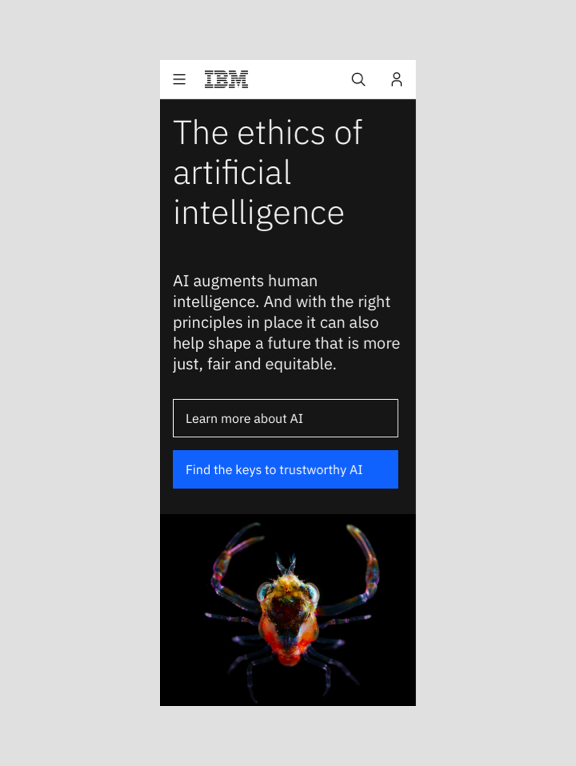 IBM
The ethics of
artificial
intelligence
AI augments human
intelligence. And with the right
principles in place it can also
help shape a future that is more
just, fair and equitable.
Learn more about AI
Find the keys to trustworthy AI